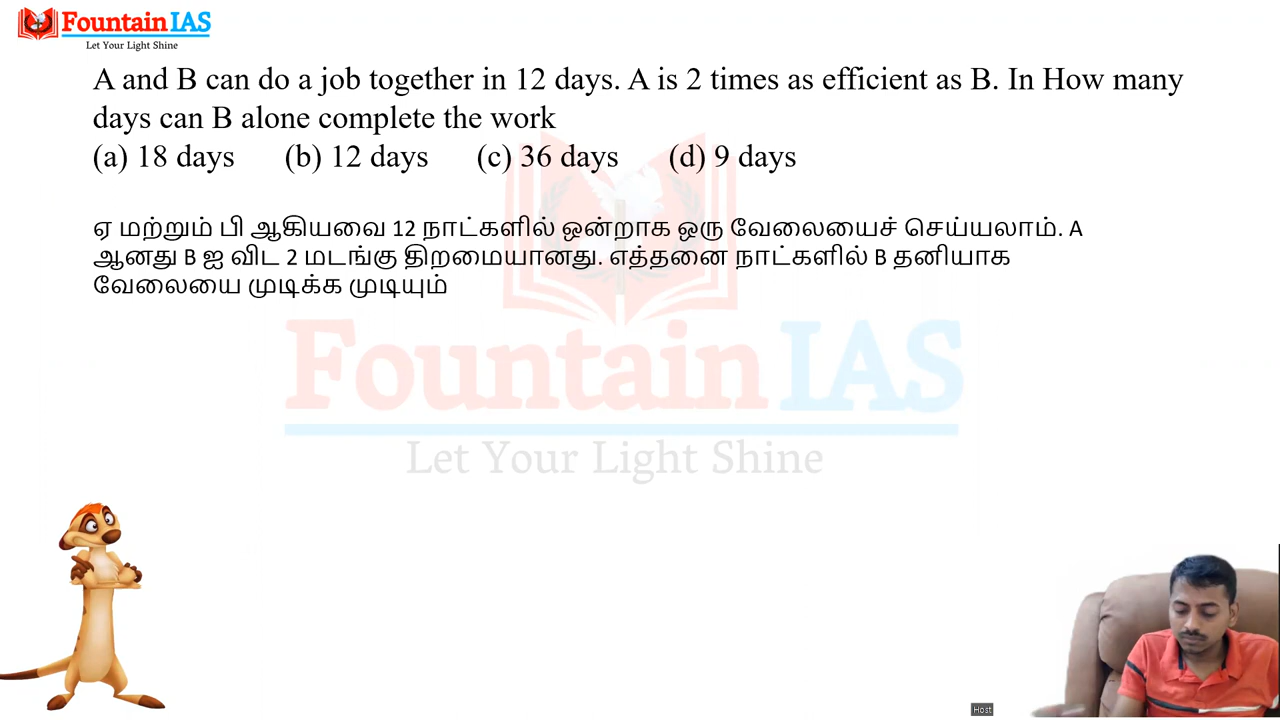 Fountain IAS
Let Your Light Shine
A and B can do a job together in 12 days. A is 2 times as efficient as B. In How many
days can B alone complete the work
(a) 18 days (b) 12 days (c) 36 days (d) 9 days
ஏ மற்றும் பி ஆகியவை 12 நாட்களில் ஒன்றாக ஒரு வேலையைச் செய்யலாம். A
ஆனது B ஐ விட 2 மடங்கு திறமையானது. எத்தனை நாட்களில் B தனியாக
வேலையை முடிக்க முடியும்
Fountain IAS
Let Your Light Shine
Host